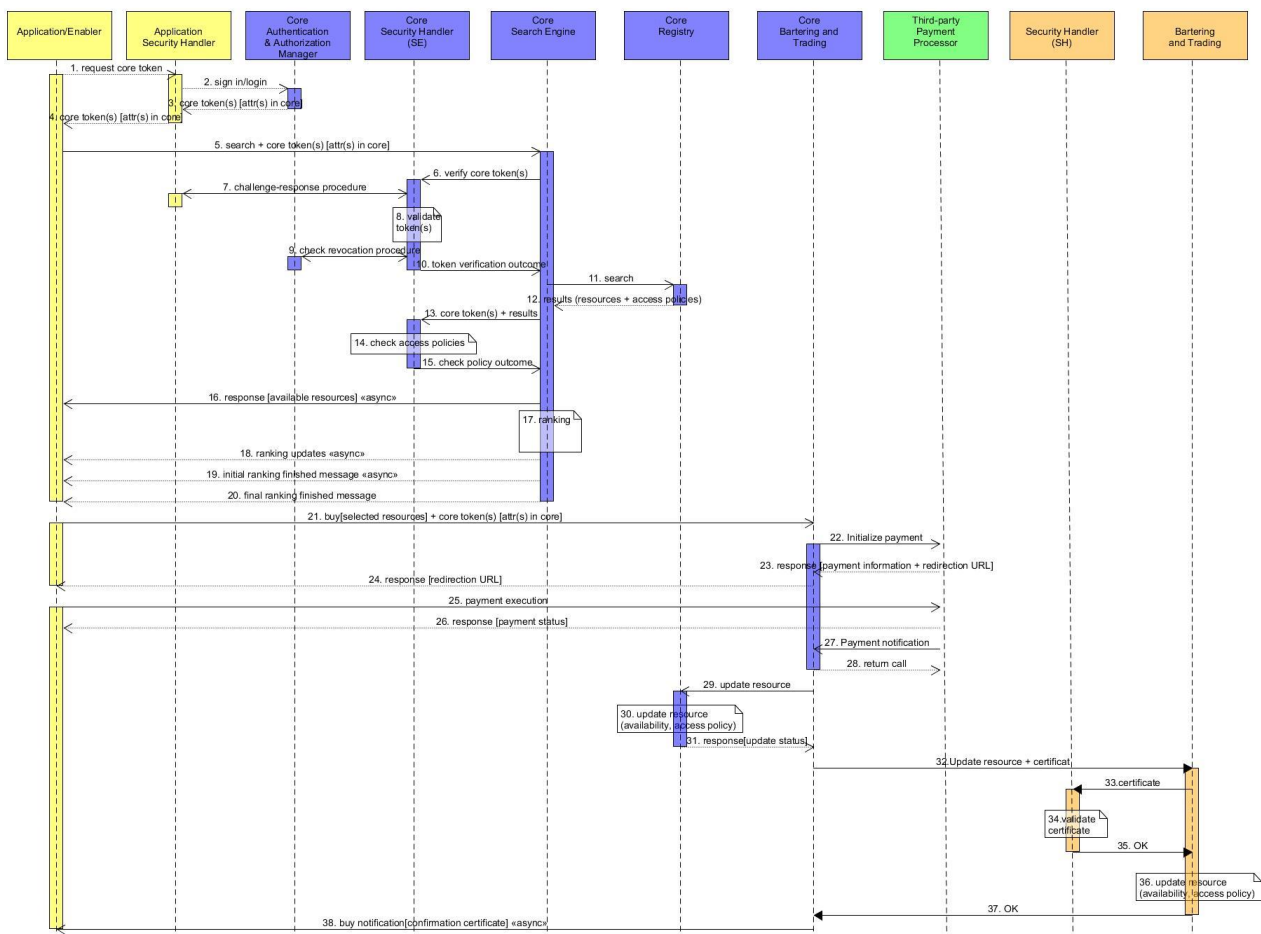 Application/Enabler
Application
Security Handler
Core
Authentication
& Authorization
Manager
Core
Security Handler
(SE)
Core
Search Engine
Core
Registry
Core
Bartering and
Trading
Third-party
Payment
Processor
Security Handler
(SH)
Bartering
and Trading
1. request core token
2. sign in/login
3. core token(s) [attr(s) in core]
4. core token(s) [attr(s) in core]
5. search + core token(s) [attr(s) in core]
6. verify core token(s)
7. challenge-response procedure
8. validate
token(s)
9. check revocation procedure
10. token verification outcome
11. search
12. results (resources + access policies)
13. core token(s) + results
14. check access policies
15. check policy outcome
16. response [available resources] «async»
17. ranking
18. ranking updates «async»
19. initial ranking finished message «async»
20. final ranking finished message
21. buy[selected resources] + core token(s) [attr(s) in core]
22. Initialize payment
23. response [payment information + redirection URL]
24. response [redirection URL]
25. payment execution
26. response [payment status]
27. Payment notification
28. return call
29. update resource
30. update resource
(availability, access policy)
31. response[update status]
32.Update resource + certificat
33.certificate
34.validate
certificate
35. OK
36. update resource
(availability, access policy)
37. OK
38. buy notification[confirmation certificate] «async»